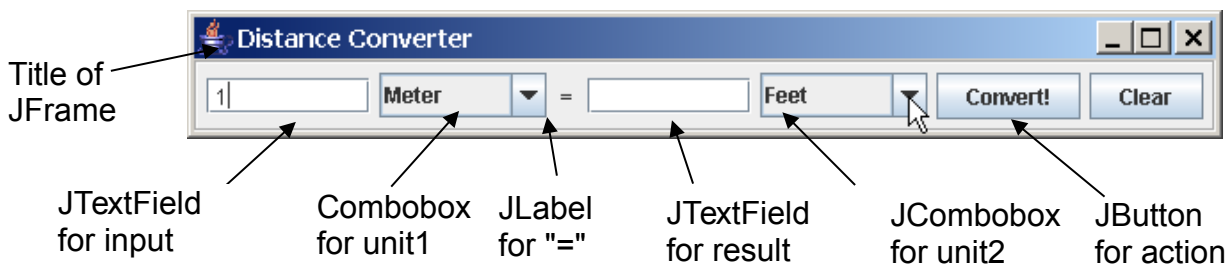 Distance Converter
Title of
JFrame
1
Meter
=
Feet
Convert!
Clear
JTextField
for input
Combobox
for unit1
JLabel
for "="
JTextField
for result
JCombobox
for unit2
JButton
for action